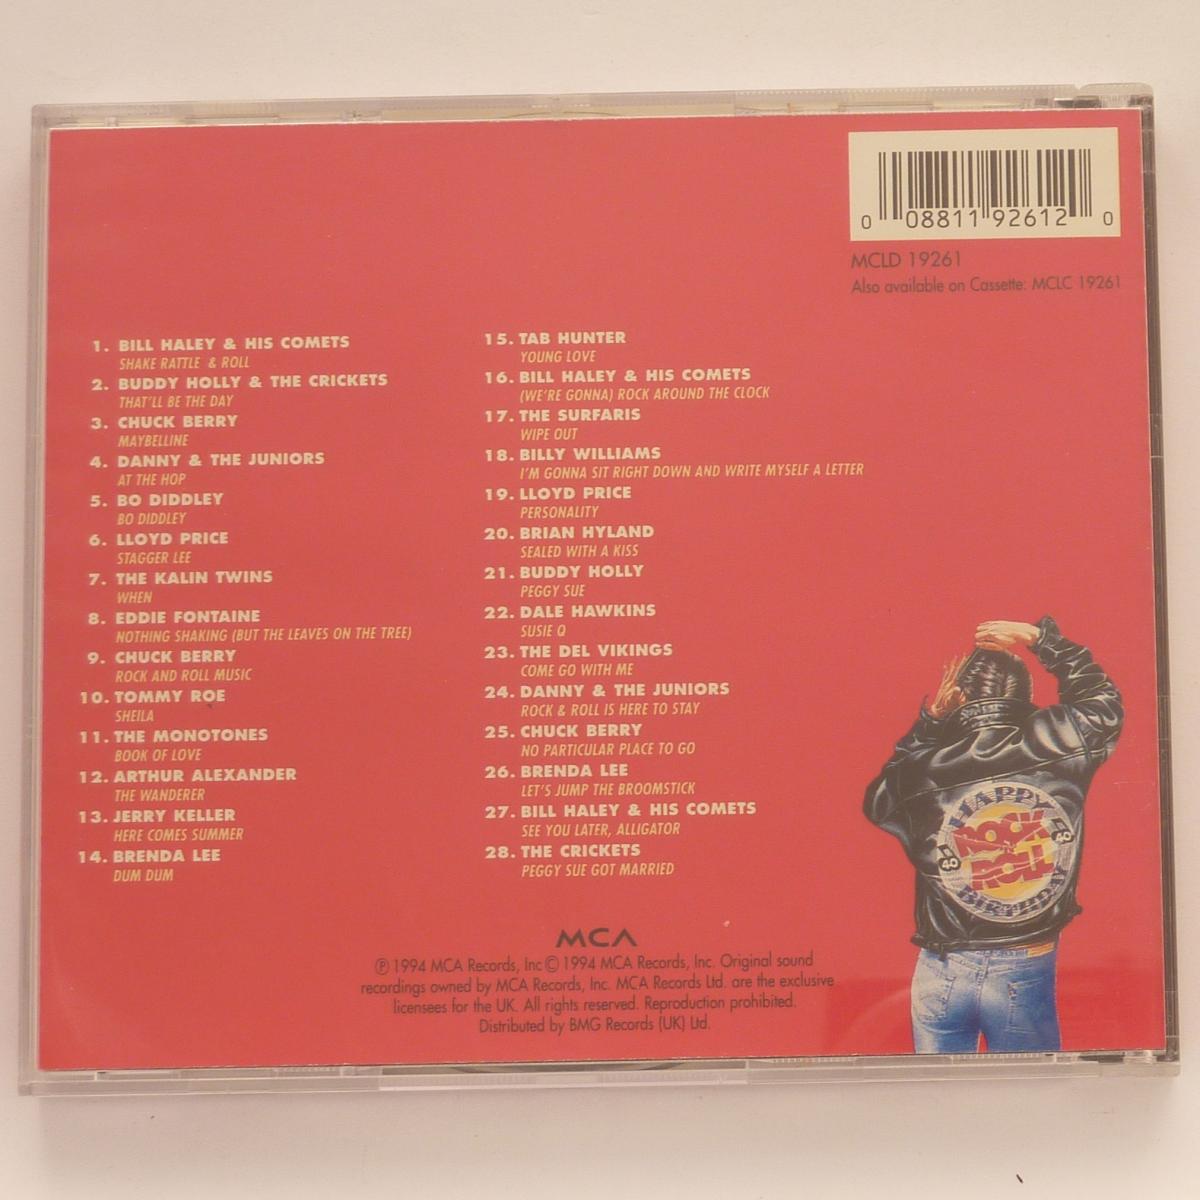 0 08811 92612 0
MCLD 19261
Also available on Cassette: MCLC 19261
1. BILL HALEY & HIS COMETS
SHAKE RATTLE & ROLL
2. BUDDY HOLLY & THE CRICKETS
THAT'LL BE THE DAY
3. CHUCK BERRY
MAYBELLINE
4. DANNY & THE JUNIORS
AT THE HOP
5. BO DIDDLEY
BO DIDDLEY
6. LLOYD PRICE
STAGGER LEE
7. THE KALIN TWINS
WHEN
8. EDDIE FONTAINE
NOTHING SHAKING (BUT THE LEAVES ON THE TREE)
9. CHUCK BERRY
ROCK AND ROLL MUSIC
10. TOMMY ROE
SHEILA
11. THE MONOTONES
BOOK OF LOVE
12. ARTHUR ALEXANDER
THE WANDERER
13. JERRY KELLER
HERE COMES SUMMER
14. BRENDA LEE
DUM DUM
15. TAB HUNTER
YOUNG LOVE
16. BILL HALEY & HIS COMETS
(WE'RE GONNA) ROCK AROUND THE CLOCK
17. THE SURFARIS
WIPE OUT
18. BILLY WILLIAMS
I'M GONNA SIT RIGHT DOWN AND WRITE MYSELF A LETTER
19. LLOYD PRICE
PERSONALITY
20. BRIAN HYLAND
SEALED WITH A KISS
21. BUDDY HOLLY
PEGGY SUE
22. DALE HAWKINS
SUSIE Q
23. THE DEL VIKINGS
COME GO WITH ME
24. DANNY & THE JUNIORS
ROCK & ROLL IS HERE TO STAY
25. CHUCK BERRY
NO PARTICULAR PLACE TO GO
26. BRENDA LEE
LET'S JUMP THE BROOMSTICK
27. BILL HALEY & HIS COMETS
SEE YOU LATER, ALLIGATOR
28. THE CRICKETS
PEGGY SUE GOT MARRIED
HAPPY
ROCK
40 40
ROLL
BIRTHDAY
MCA
℗ 1994 MCA Records, Inc © 1994 MCA Records, Inc. Original sound
recordings owned by MCA Records, Inc. MCA Records Ltd. are the exclusive
licensees for the UK. All rights reserved. Reproduction prohibited.
Distributed by BMG Records (UK) Ltd.